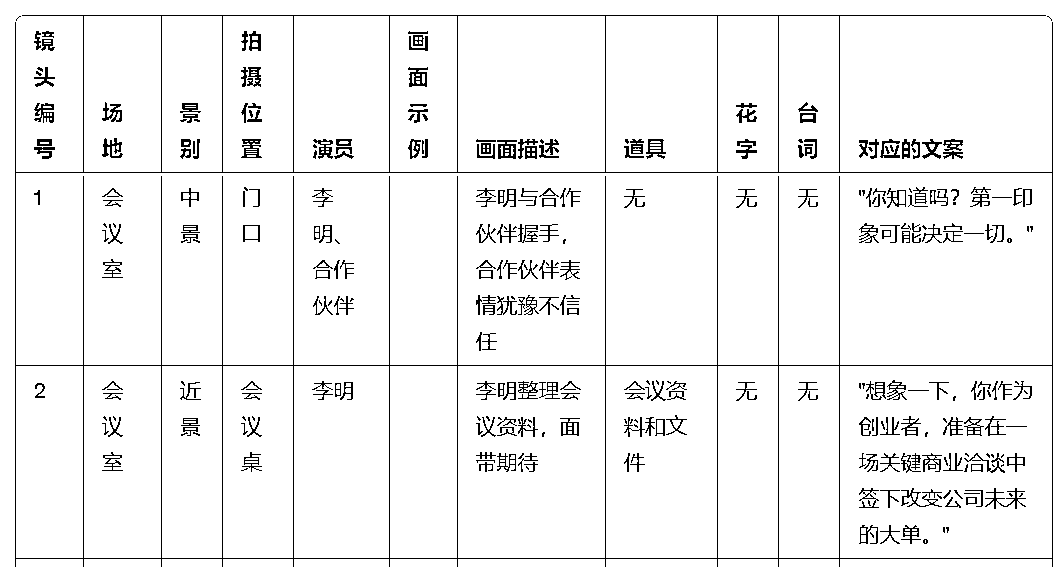 镜头编号 场地 景别 拍摄位置 演员 画面示例 画面描述 道具 花字 台词 对应的文案
1 会议室 中景 门口 李明、合作伙伴 李明与合作伙伴握手，合作伙伴表情犹豫不信任 无 无 无 "你知道吗？第一印象可能决定一切。"
2 会议室 近景 会议桌 李明 李明整理会议资料，面带期待 会议资料和文件 无 无 "想象一下，你作为创业者，准备在一场关键商业洽谈中签下改变公司未来的大单。"